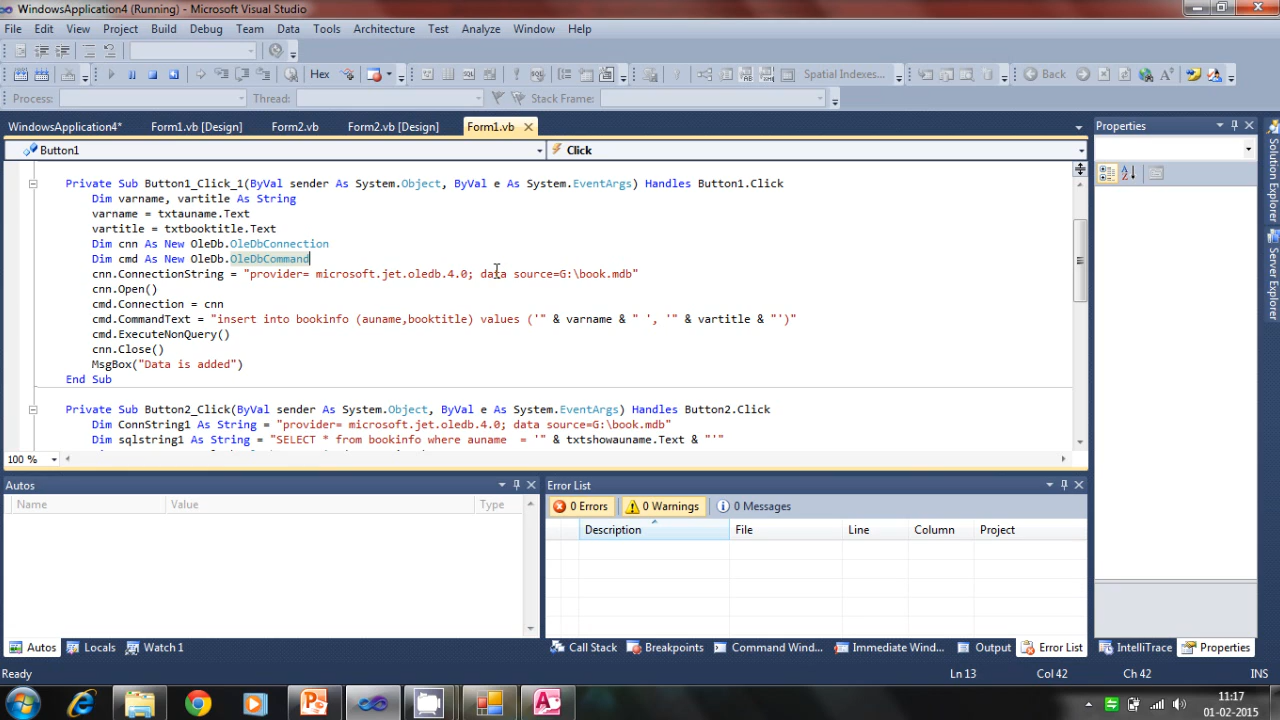 WindowsApplication4 (Running) - Microsoft Visual Studio
File Edit View Project Build Debug Team Data Tools Architecture Test Analyze Window Help
Hex Spatial Indexes... Back
Process: Thread: Stack Frame:
WindowsApplication4* Form1.vb [Design] Form2.vb Form2.vb [Design] Form1.vb
Properties
Button1 Click
Private Sub Button1_Click_1(ByVal sender As System.Object, ByVal e As System.EventArgs) Handles Button1.Click
Dim varname, vartitle As String
varname = txtauname.Text
vartitle = txtbooktitle.Text
Dim cnn As New OleDb.OleDbConnection
Dim cmd As New OleDb.OleDbCommand
cnn.ConnectionString = "provider= microsoft.jet.oledb.4.0; data source=G:\book.mdb"
cnn.Open()
cmd.Connection = cnn
cmd.CommandText = "insert into bookinfo (auname,booktitle) values ('" & varname & " ', '" & vartitle & "')"
cmd.ExecuteNonQuery()
cnn.Close()
MsgBox("Data is added")
End Sub
Private Sub Button2_Click(ByVal sender As System.Object, ByVal e As System.EventArgs) Handles Button2.Click
Dim ConnString1 As String = "provider= microsoft.jet.oledb.4.0; data source=G:\book.mdb"
Dim sqlstring1 As String = "SELECT * from bookinfo where auname  = '" & txtshowauname.Text & "'"
100 %
Solution Explorer
Server Explorer
Autos
Name Value Type
Error List
0 Errors 0 Warnings 0 Messages
Description File Line Column Project
Autos Locals Watch 1
Call Stack Breakpoints Command Wind... Immediate Wind... Output Error List
IntelliTrace Properties
Ready Ln 13 Col 42 Ch 42 INS
11:17
01-02-2015